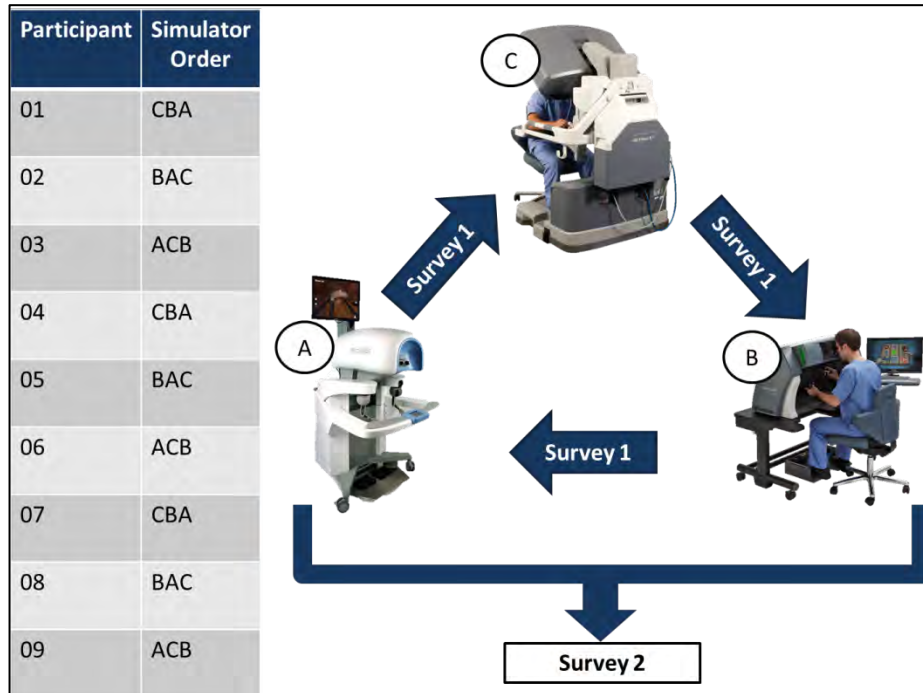 Participant Simulator Order
01 CBA
02 BAC
03 ACB
04 CBA
05 BAC
06 ACB
07 CBA
08 BAC
09 ACB
C
Survey 1
Survey 1
A
B
Survey 1
Survey 2